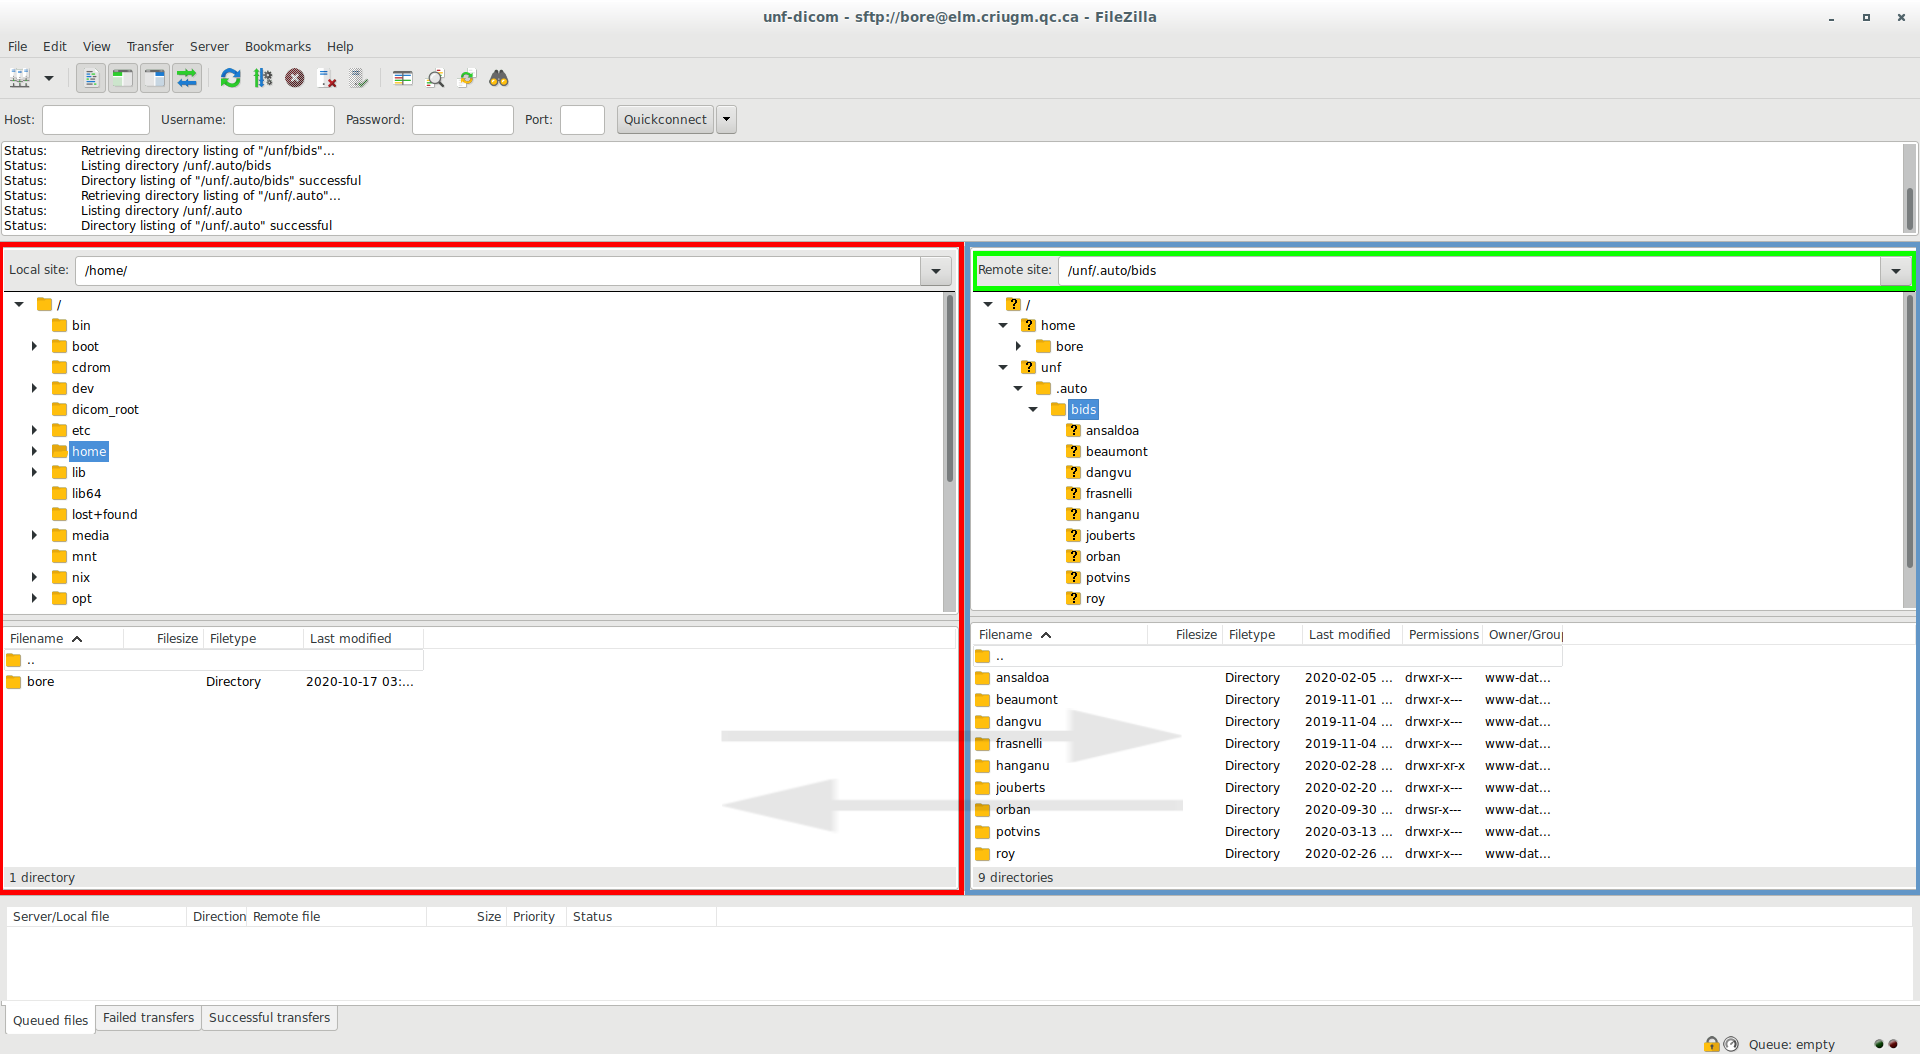 unf-dicom - sftp://bore@elm.criugm.qc.ca - FileZilla
File Edit View Transfer Server Bookmarks Help
Host: Username: Password: Port: Quickconnect
Status: Retrieving directory listing of "/unf/bids"...
Status: Listing directory /unf/.auto/bids
Status: Directory listing of "/unf/.auto/bids" successful
Status: Retrieving directory listing of "/unf/.auto"...
Status: Listing directory /unf/.auto
Status: Directory listing of "/unf/.auto" successful
Local site: /home/
/
bin
boot
cdrom
dev
dicom_root
etc
home
lib
lib64
lost+found
media
mnt
nix
opt
Filename Filesize Filetype Last modified
..
bore Directory 2020-10-17 03:...
1 directory
Remote site: /unf/.auto/bids
? /
? home
bore
? unf
.auto
bids
? ansaldoa
? beaumont
? dangvu
? frasnelli
? hanganu
? jouberts
? orban
? potvins
? roy
Filename Filesize Filetype Last modified Permissions Owner/Group
..
ansaldoa Directory 2020-02-05 ... drwxr-x--- www-dat...
beaumont Directory 2019-11-01 ... drwxr-x--- www-dat...
dangvu Directory 2019-11-04 ... drwxr-x--- www-dat...
frasnelli Directory 2019-11-04 ... drwxr-x--- www-dat...
hanganu Directory 2020-02-28 ... drwxr-xr-x www-dat...
jouberts Directory 2020-02-20 ... drwxr-x--- www-dat...
orban Directory 2020-09-30 ... drwsr-x--- www-dat...
potvins Directory 2020-03-13 ... drwxr-x--- www-dat...
roy Directory 2020-02-26 ... drwxr-x--- www-dat...
9 directories
Server/Local file Direction Remote file Size Priority Status
Queued files Failed transfers Successful transfers
Queue: empty